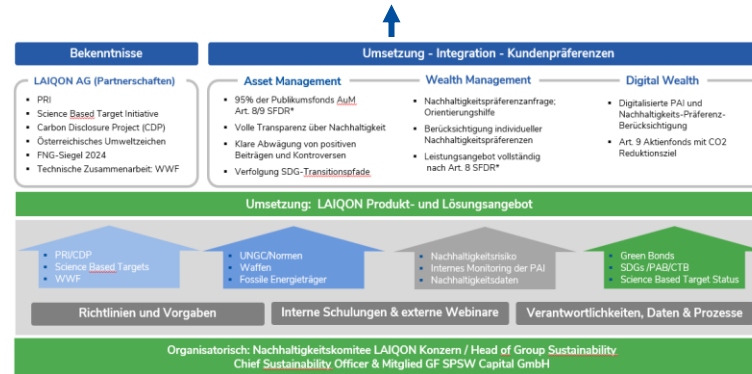 Bekenntnisse
Umsetzung - Integration - Kundenpräferenzen
LAIQON AG (Partnerschaften)
PRI
Science Based Target Initiative
Carbon Disclosure Project (CDP)
Österreichisches Umweltzeichen
FNG-Siegel 2024
Technische Zusammenarbeit: WWF
Asset Management
95% der Publikumsfonds AuM
Art. 8/9 SFDR*
Volle Transparenz über Nachhaltigkeit
Klare Abwägung von positiven
Beiträgen und Kontroversen
Verfolgung SDG-Transitionspfade
Wealth Management
Nachhaltigkeitspräferenzanfrage;
Orientierungshilfe
Berücksichtigung individueller
Nachhaltigkeitspräferenzen
Leistungsangebot vollständig
nach Art. 8 SFDR*
Digital Wealth
Digitalisierte PAI und
Nachhaltigkeits-Präferenz-
Berücksichtigung
Art. 9 Aktienfonds mit CO2
Reduktionsziel
Umsetzung: LAIQON Produkt- und Lösungsangebot
PRI/CDP
Science Based Targets
WWF
UNGC/Normen
Waffen
Fossile Energieträger
Nachhaltigkeitsrisiko
Internes Monitoring der PAI
Nachhaltigkeitsdaten
Green Bonds
SDGs /PAB/CTB
Science Based Target Status
Richtlinien und Vorgaben
Interne Schulungen & externe Webinare
Verantwortlichkeiten, Daten & Prozesse
Organisatorisch: Nachhaltigkeitskomitee LAIQON Konzern / Head of Group Sustainability
Chief Sustainability Officer & Mitglied GF SPSW Capital GmbH